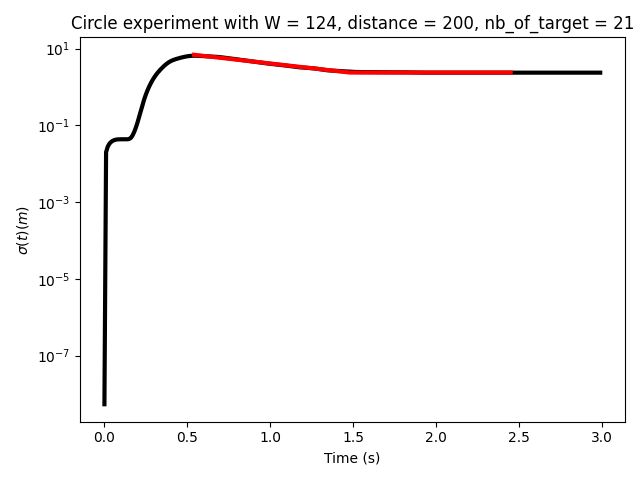 Circle experiment with W = 124, distance = 200, nb_of_target = 21
10¹
10⁻¹
10⁻³
10⁻⁵
10⁻⁷
σ(t)(m)
0.0 0.5 1.0 1.5 2.0 2.5 3.0
Time (s)